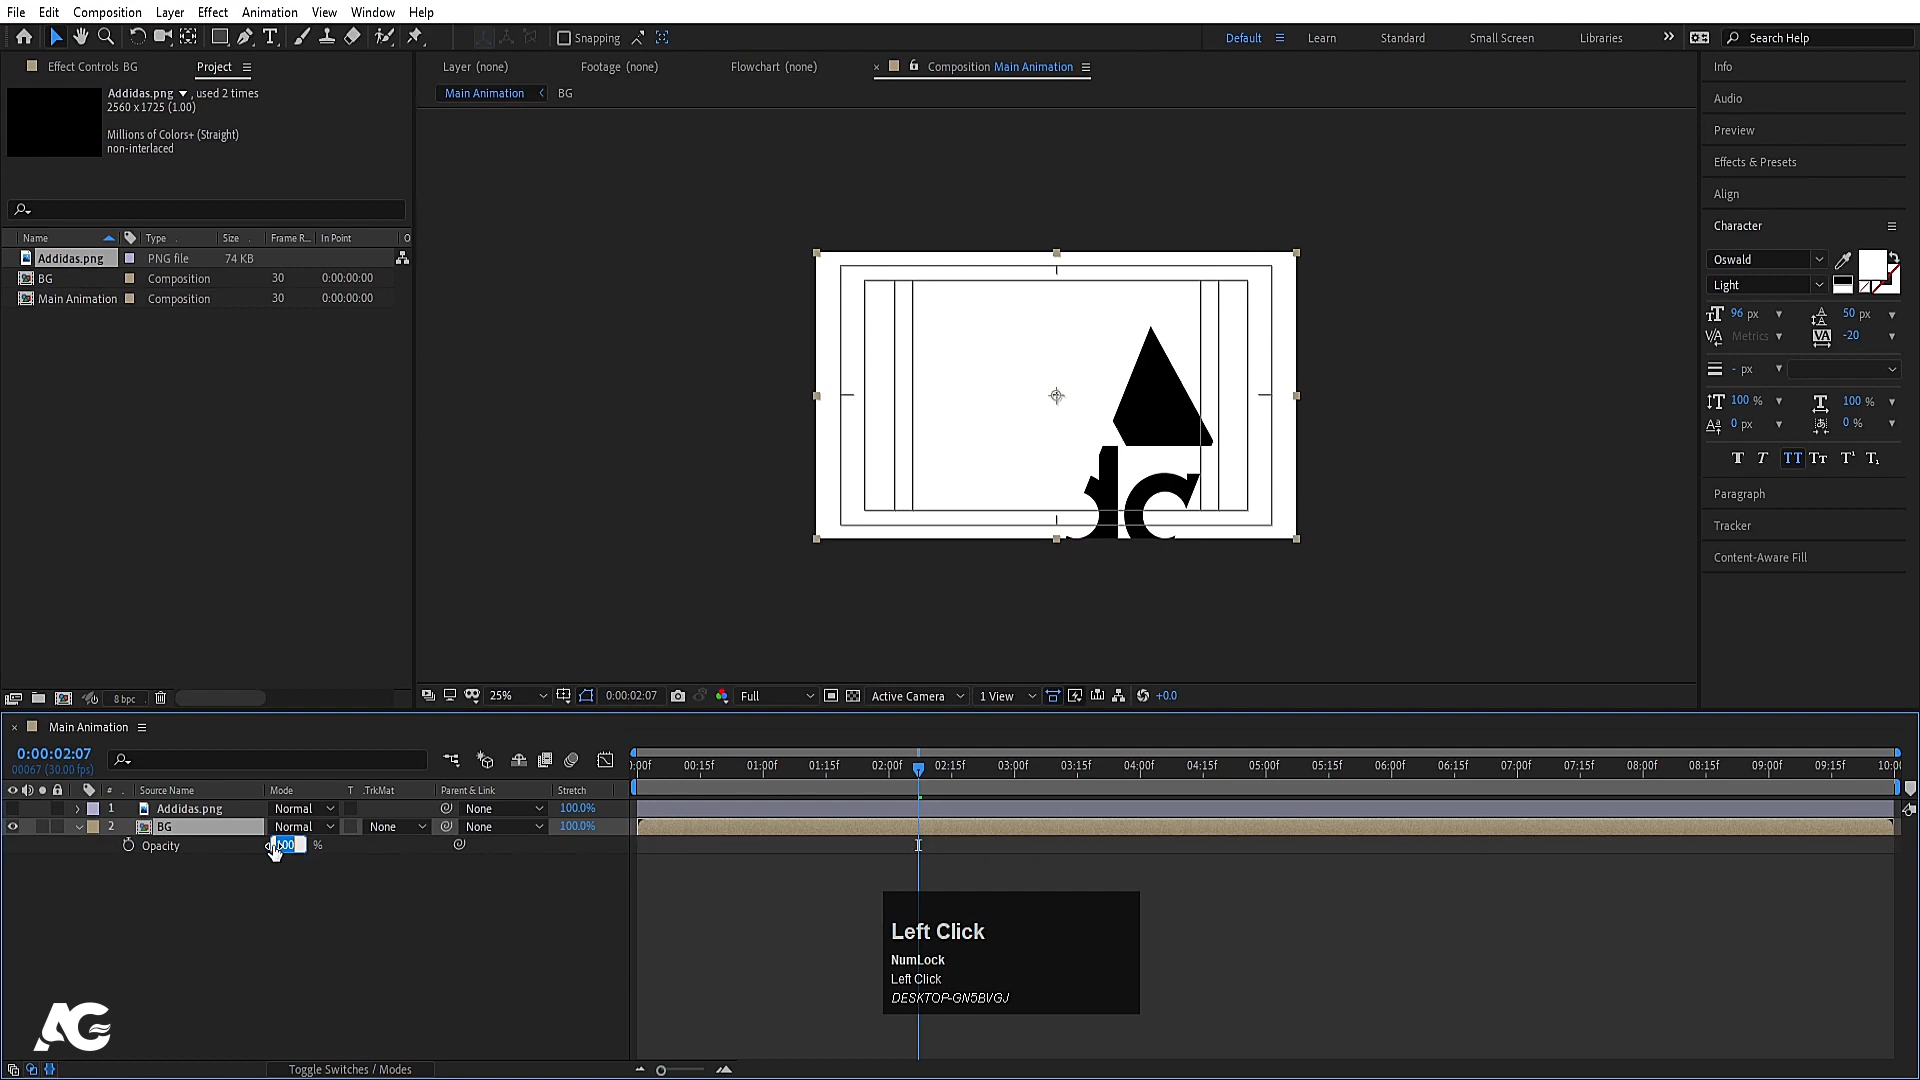 File Edit Composition Layer Effect Animation View Window Help
Snapping Default Learn Standard Small Screen Libraries Search Help
Effect Controls BG Project
Layer (none) Footage (none) Flowchart (none) Composition Main Animation
Main Animation BG
Addidas.png , used 2 times
2560 x 1725 (1.00)
Millions of Colors+ (Straight)
non-interlaced
Name Type Size Frame R... In Point O
Addidas.png PNG file 74 KB
BG Composition 30 0:00:00:00
Main Animation Composition 30 0:00:00:00
8 bpc
25% 0:00:02:07 Full Active Camera 1 View +0.0
Info
Audio
Preview
Effects & Presets
Align
Character
Oswald
Light
96 px 50 px
Metrics -20
- px
100 % 100 %
0 px 0 %
Paragraph
Tracker
Content-Aware Fill
Main Animation
0:00:02:07
00067 (30.00 fps)
:00f 00:15f 01:00f 01:15f 02:00f 02:15f 03:00f 03:15f 04:00f 04:15f 05:00f 05:15f 06:00f 06:15f 07:00f 07:15f 08:00f 08:15f 09:00f 09:15f 10:00
# Source Name Mode T .TrkMat Parent & Link Stretch
1 Addidas.png Normal None 100.0%
2 BG Normal None None 100.0%
Opacity %
Left Click
NumLock
Left Click
DESKTOP-GN5BVGJ
AG
Toggle Switches / Modes